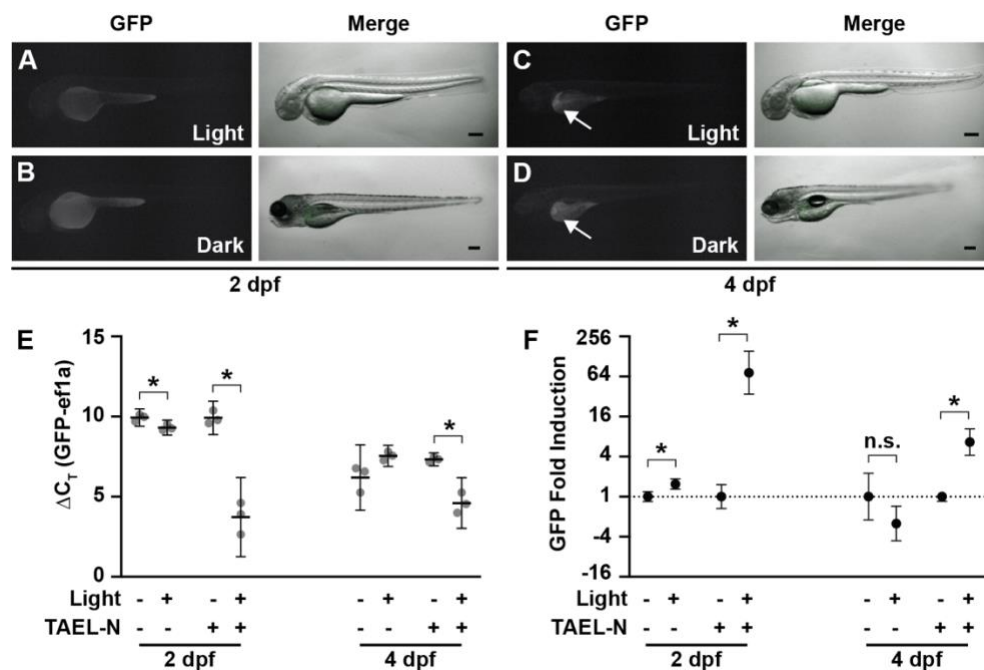 GFP Merge GFP Merge
A Light C Light
B Dark D Dark
2 dpf 4 dpf
E F
ΔCT (GFP-ef1a)
15
10
5
0
* * *
Light - + - + - + - +
TAEL-N - - + + - - + +
2 dpf 4 dpf
GFP Fold Induction
256
64
16
4
1
-4
-16
* * n.s. *
- + - + - + - +
- - + + - - + +
2 dpf 4 dpf